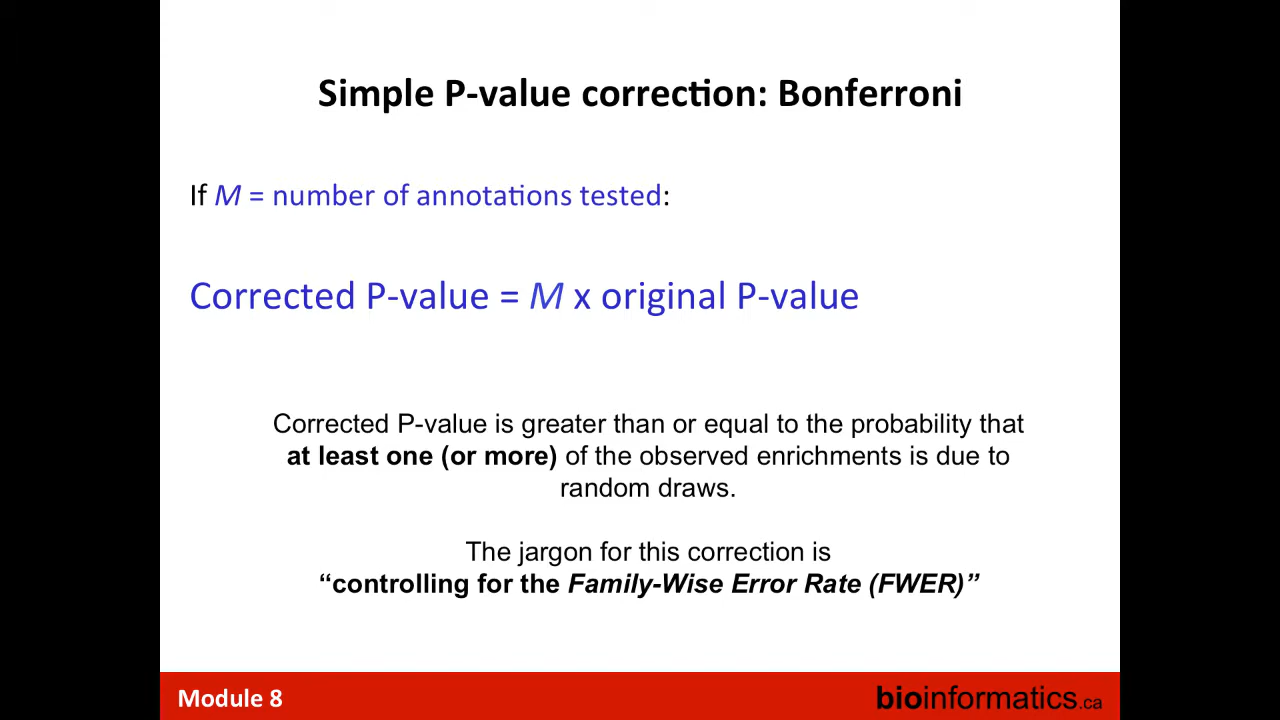 Simple P-value correction: Bonferroni
If M = number of annotations tested:
Corrected P-value = M x original P-value
Corrected P-value is greater than or equal to the probability that
at least one (or more) of the observed enrichments is due to
random draws.
The jargon for this correction is
“controlling for the Family-Wise Error Rate (FWER)”
Module 8
bioinformatics.ca